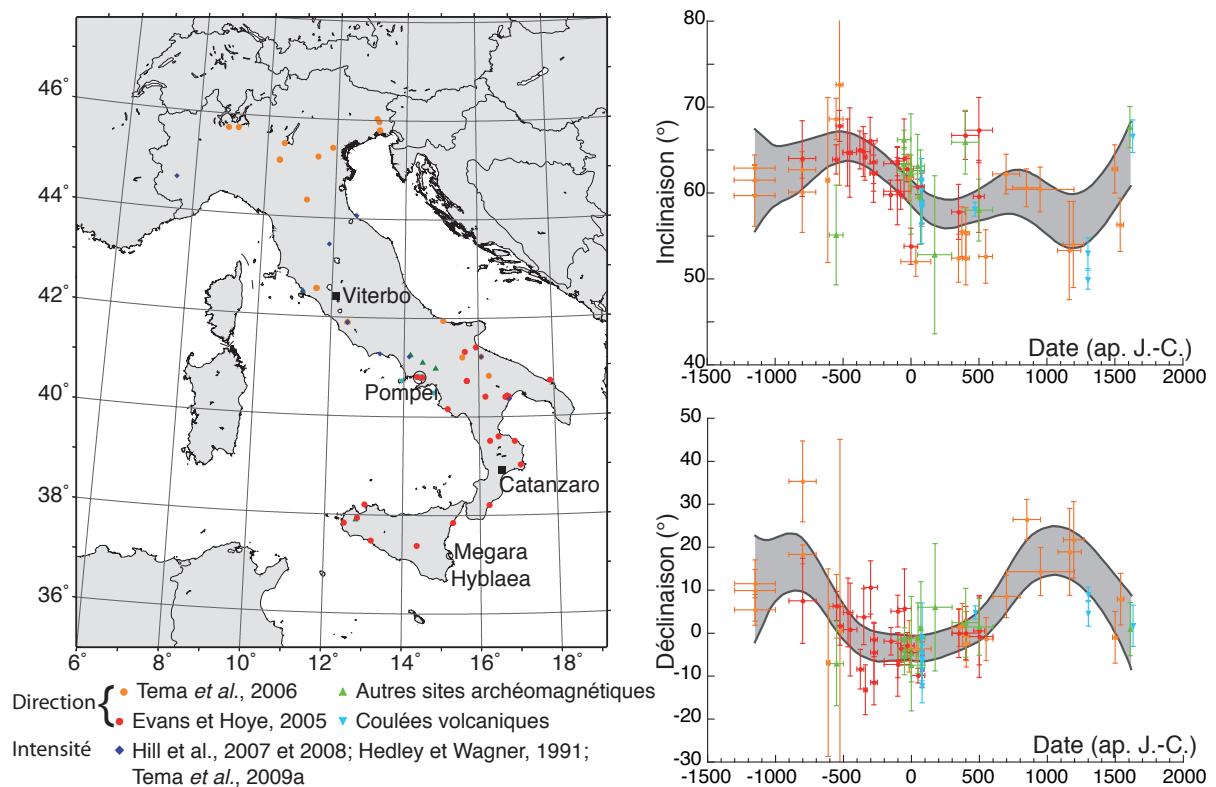 46°
44°
42°
40°
38°
36°
6°
8°
10°
12°
14°
16°
18°
Viterbo
Pompei
Catanzaro
Megara
Hyblaea
Direction { Tema et al., 2006
Autres sites archéomagnétiques
Evans et Hoye, 2005
Coulées volcaniques
Intensité
Hill et al., 2007 et 2008; Hedley et Wagner, 1991;
Tema et al., 2009a
Inclinaison (°)
80
70
60
50
40
Date (ap. J.-C.)
-1500 -1000 -500 0 500 1000 1500 2000
Déclinaison (°)
50
40
30
20
10
0
-10
-20
-30
Date (ap. J.-C.)
-1500 -1000 -500 0 500 1000 1500 2000